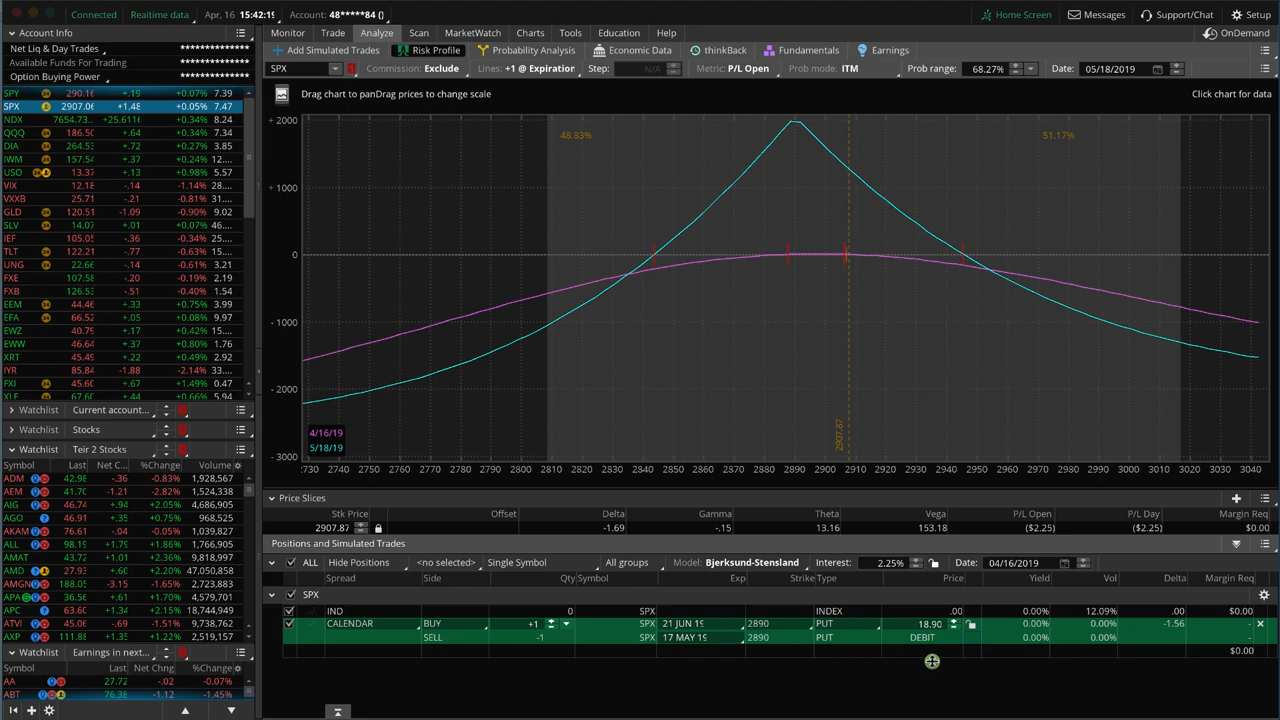 Connected Realtime data Apr, 16 15:42:19 Account: 48*****84 () Home Screen Messages Support/Chat Setup
Account Info Monitor Trade Analyze Scan MarketWatch Charts Tools Education Help OnDemand
Net Liq & Day Trades **************
Available Funds For Trading **************
Option Buying Power **************
Add Simulated Trades Risk Profile Probability Analysis Economic Data thinkBack Fundamentals Earnings
SPX Commission: Exclude Lines: +1 @ Expiration Step: N/A Metric: P/L Open Prob mode: ITM Prob range: 68.27% Date: 05/18/2019
Drag chart to panDrag prices to change scale Click chart for data
SPY 290.16 +.19 +0.07% 7.39
SPX 2907.06 +1.48 +0.05% 7.47
NDX 7654.73... +25.6116 +0.34% 8.24
QQQ 186.50 +.64 +0.34% 7.34
DIA 264.53 +.72 +0.27% 3.85
IWM 157.54 +.37 +0.24% 12....
USO 13.37 +.13 +0.98% 5.57
VIX 12.18 -.14 -1.14% 28....
VXXB 25.71 -.21 -0.81% 31....
GLD 120.51 -1.09 -0.90% 9.02
SLV 14.07 +.01 +0.07% 46....
IEF 105.05 -.36 -0.34% 25....
TLT 122.21 -.77 -0.63% 15....
UNG 22.66 -.14 -0.61% 3.21
FXE 107.58 -.20 -0.19% 2.19
FXB 126.53 -.51 -0.40% 1.54
EEM 44.46 +.33 +0.75% 3.99
EFA 66.52 +.05 +0.08% 9.97
EWZ 40.79 +.17 +0.42% 15....
EWW 46.64 +.37 +0.80% 1.76
XRT 45.49 +.22 +0.49% 2.92
IYR 85.84 -1.88 -2.14% 33....
FXI 45.60 +.67 +1.49% 0.47
XLF 26.67 +.17 +0.66% 5.94
+ 2000
48.83% 51.17%
+ 1000
0
- 1000
- 2000
- 3000
2907.87
4/16/19
5/18/19
2730 2740 2750 2760 2770 2780 2790 2800 2810 2820 2830 2840 2850 2860 2870 2880 2890 2900 2910 2920 2930 2940 2950 2960 2970 2980 2990 3000 3010 3020 3030 3040
Watchlist Current account...
Watchlist Stocks
Watchlist Teir 2 Stocks
Symbol Last Net C... %Change Volume
ADM 42.98 -.36 -0.83% 1,928,567
AEM 41.70 -1.21 -2.82% 1,524,338
AIG 46.74 +.94 +2.05% 4,686,905
AGO 46.91 +.35 +0.75% 968,525
AKAM 76.61 -.04 -0.05% 1,039,827
ALL 98.19 +1.79 +1.86% 1,766,905
AMAT 43.72 +1.01 +2.36% 9,818,997
AMD 27.93 +.60 +2.20% 47,050,858
AMGN 188.05 -3.15 -1.65% 2,723,883
APA 36.56 +.61 +1.70% 4,579,701
APC 63.60 +1.34 +2.15% 18,744,949
ATVI 45.06 -.69 -1.51% 9,738,762
AXP 111.88 +1.35 +1.22% 2,519,157
Watchlist Earnings in next...
Symbol Last Net Chng %Change
AA 27.72 -.02 -0.07%
ABT 76.38 -1.12 -1.45%
Price Slices
Stk Price Offset Delta Gamma Theta Vega P/L Open P/L Day Margin Req
2907.87 -1.69 -.15 13.16 153.18 ($2.25) ($2.25) $0.00
Positions and Simulated Trades
ALL Hide Positions <no selected> Single Symbol All groups Model: Bjerksund-Stensland Interest: 2.25% Date: 04/16/2019
Spread Side Qty Symbol Exp Strike TYPE Price Yield Vol Delta Margin Req
SPX
IND 0 SPX INDEX .00 0.00% 12.09% .00 $0.00
CALENDAR BUY +1 SPX 21 JUN 19 2890 PUT 18.90 0.00% 0.00% -1.56 -
SELL -1 SPX 17 MAY 19 2890 PUT DEBIT 0.00% 0.00% -
$0.00